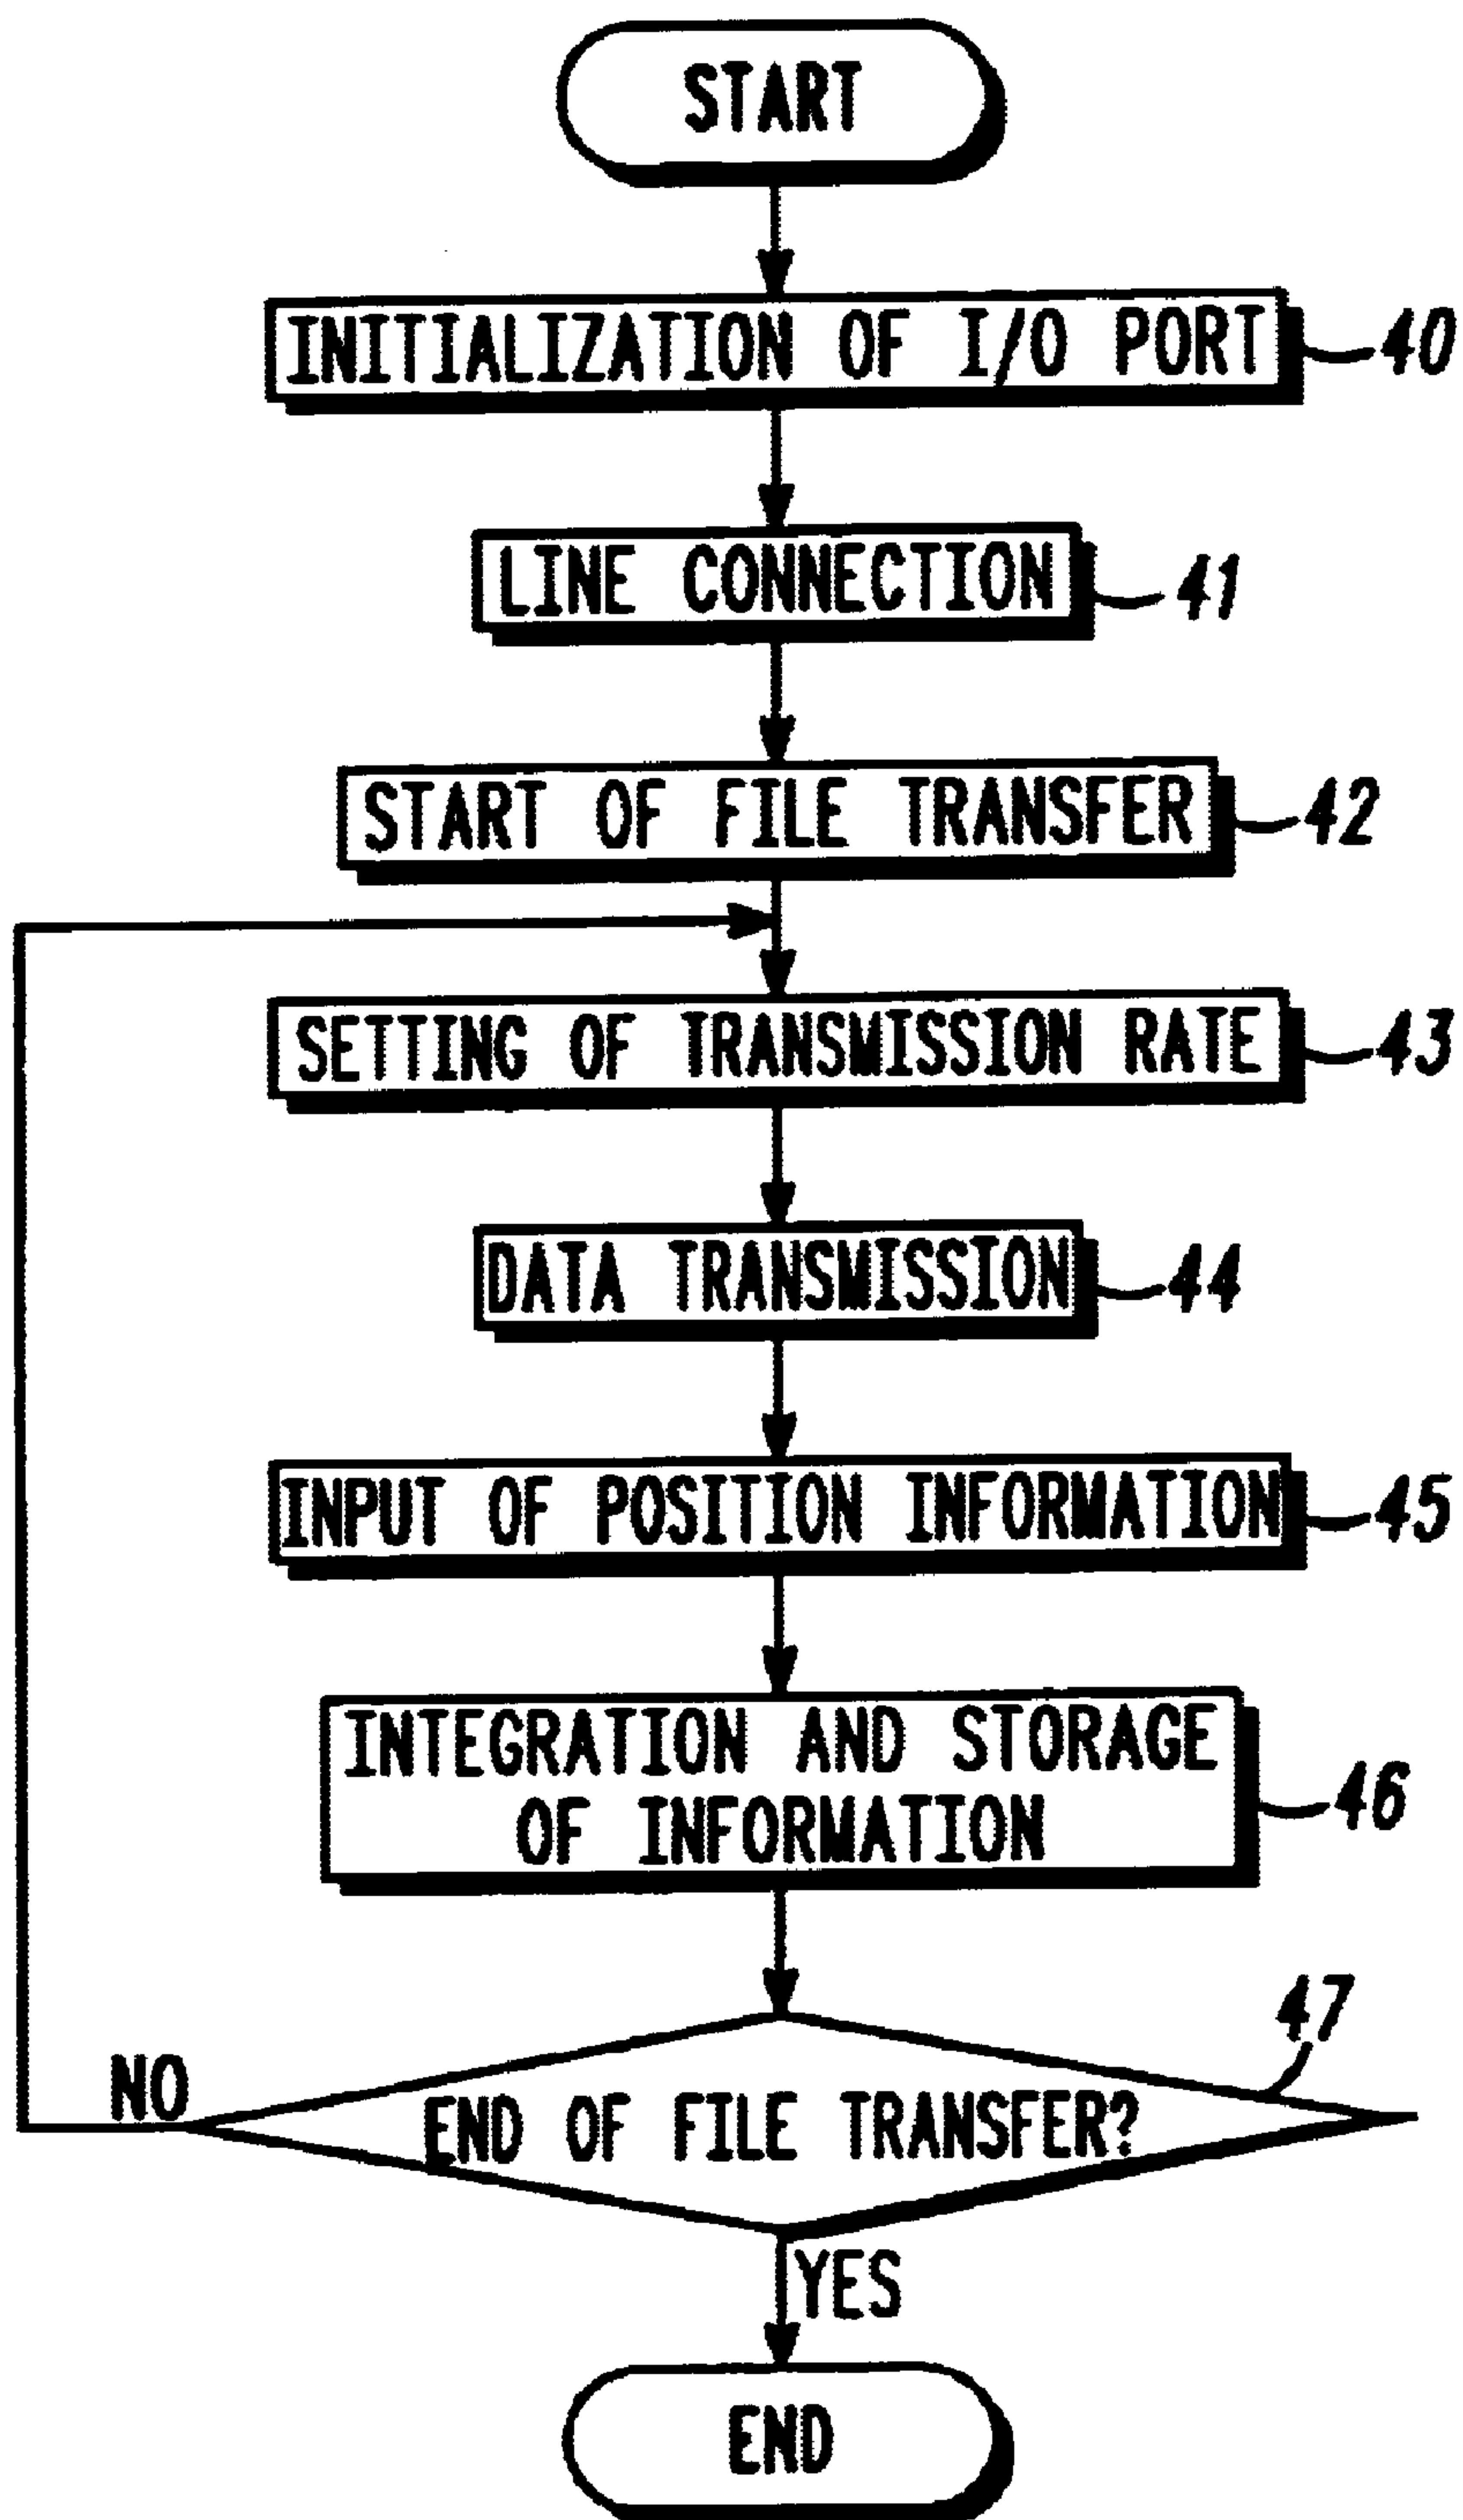 START
INITIALIZATION OF I/O PORT
40
LINE CONNECTION
41
START OF FILE TRANSFER
42
SETTING OF TRANSMISSION RATE
43
DATA TRANSMISSION
44
INPUT OF POSITION INFORMATION
45
INTEGRATION AND STORAGE
OF INFORMATION
46
47
NO
END OF FILE TRANSFER?
YES
END